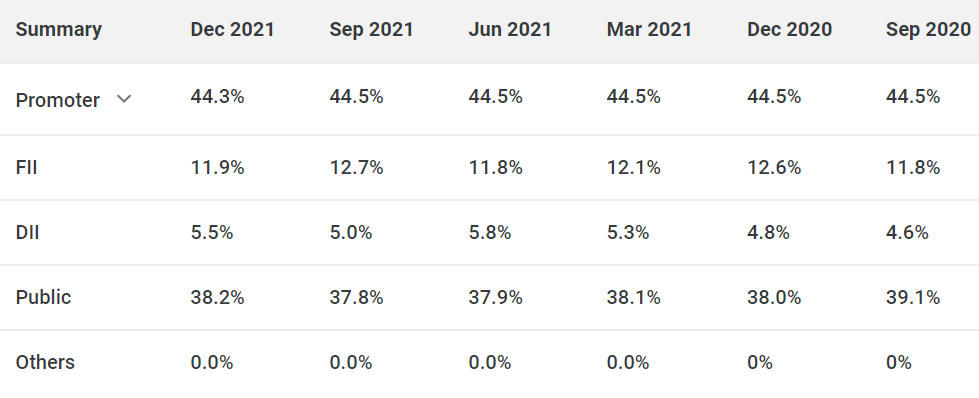 Summary Dec 2021 Sep 2021 Jun 2021 Mar 2021 Dec 2020 Sep 2020
Promoter 44.3% 44.5% 44.5% 44.5% 44.5% 44.5%
FII 11.9% 12.7% 11.8% 12.1% 12.6% 11.8%
DII 5.5% 5.0% 5.8% 5.3% 4.8% 4.6%
Public 38.2% 37.8% 37.9% 38.1% 38.0% 39.1%
Others 0.0% 0.0% 0.0% 0.0% 0% 0%